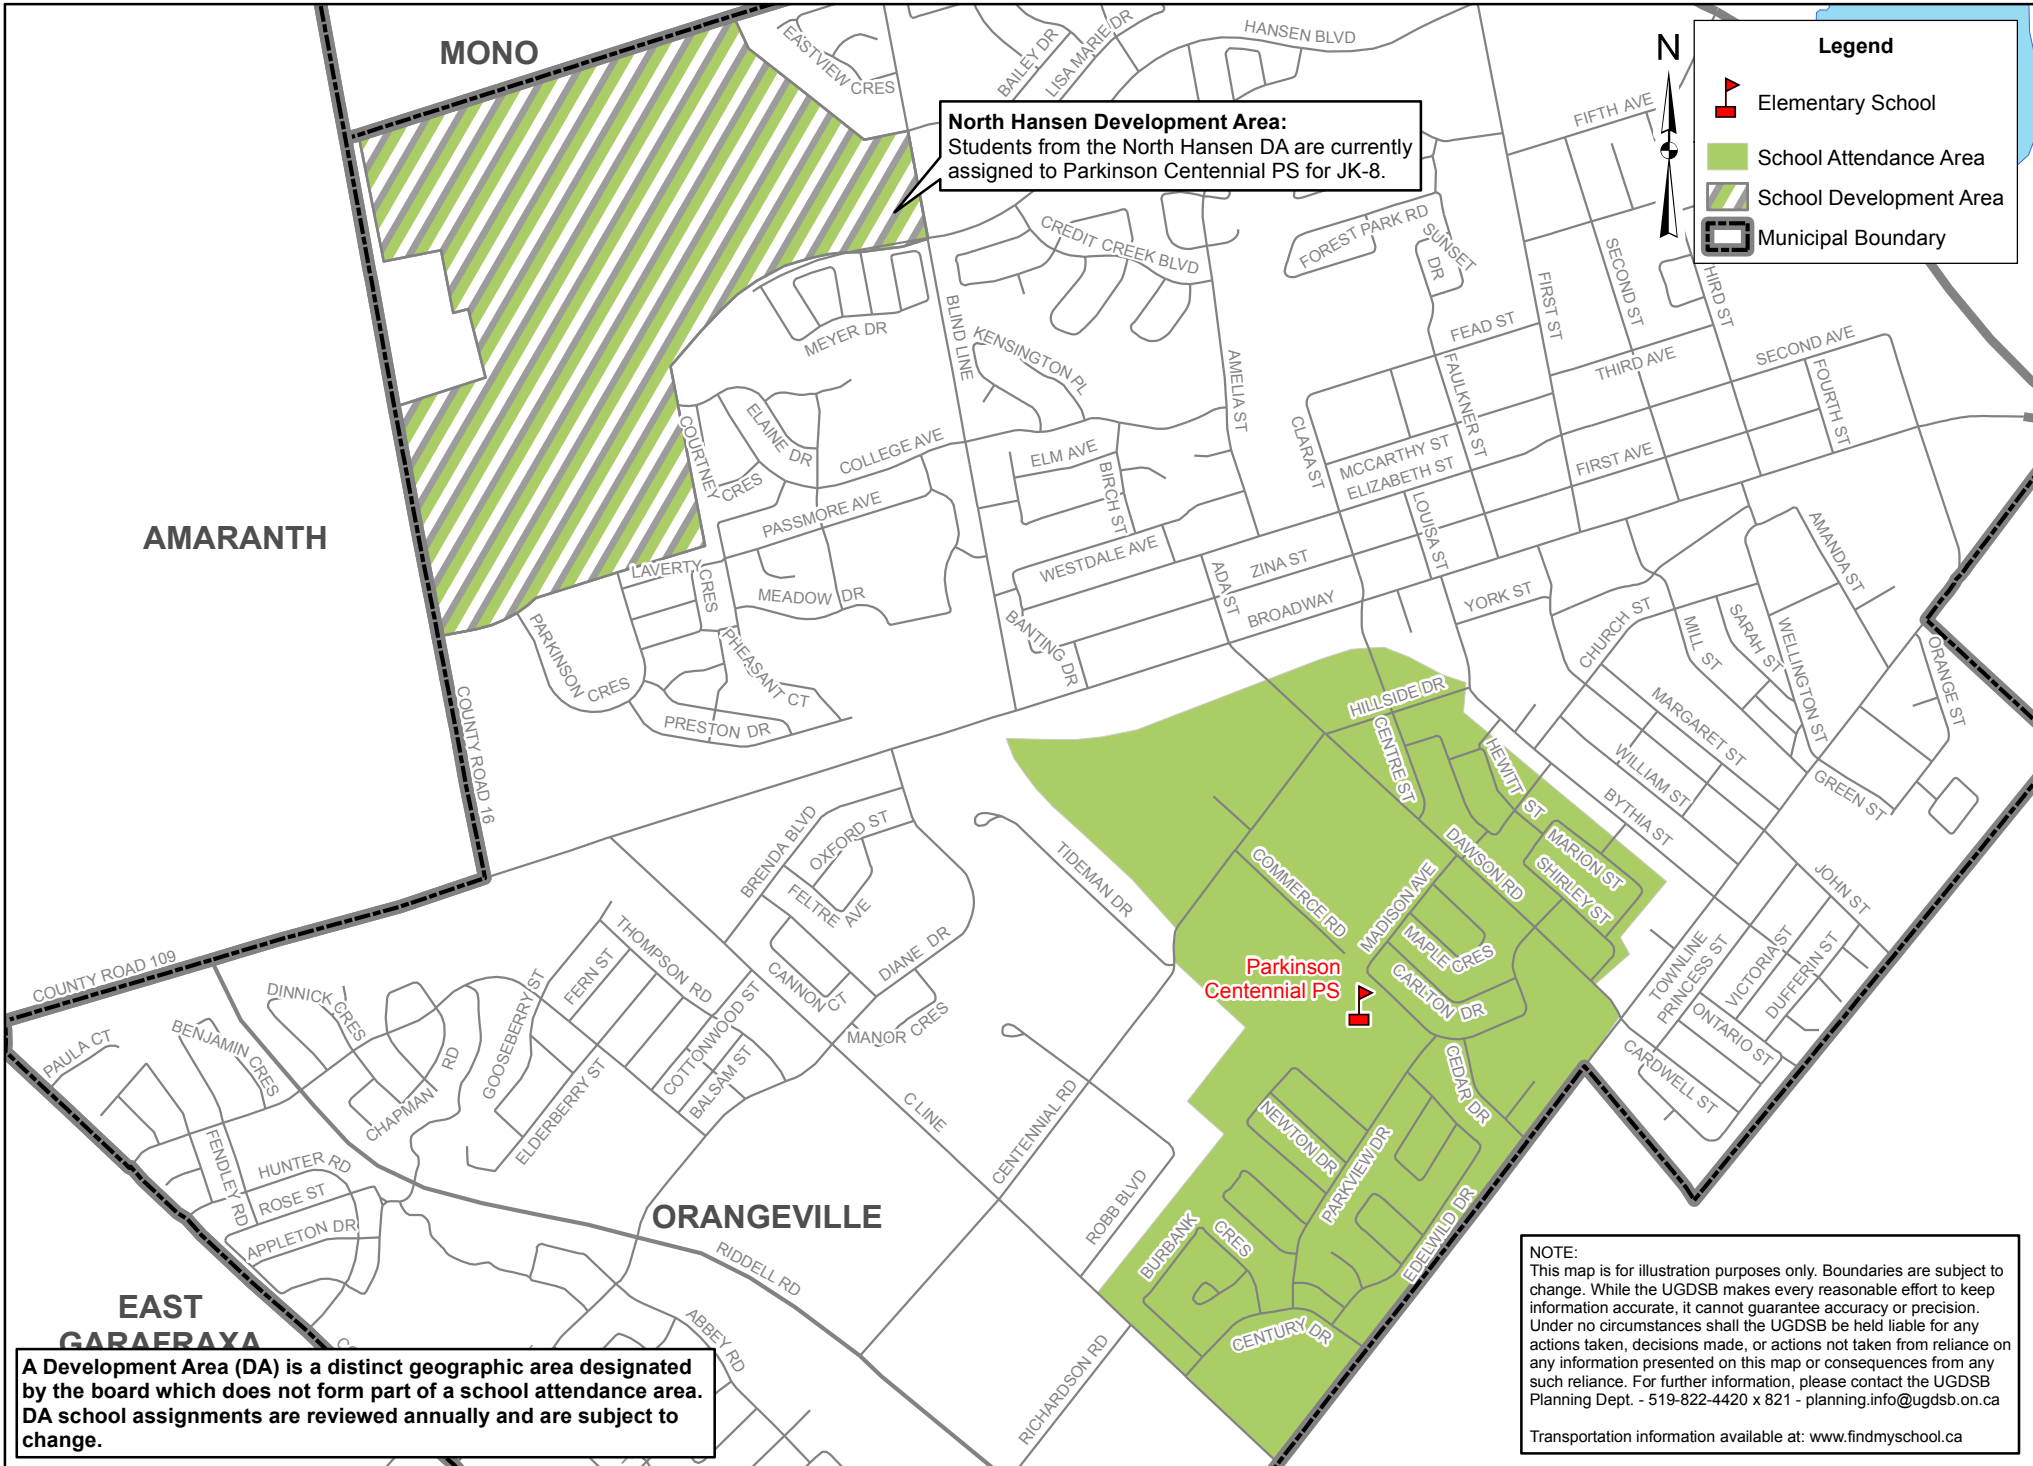 MONO
AMARANTH
ORANGEVILLE
EAST
GARAFRAXA
North Hansen Development Area:
Students from the North Hansen DA are currently
assigned to Parkinson Centennial PS for JK-8.
N
Legend
Elementary School
School Attendance Area
School Development Area
Municipal Boundary
EASTVIEW CRES
BAILEY DR
LISA MARIE DR
HANSEN BLVD
FIFTH AVE
CREDIT CREEK BLVD
FOREST PARK RD
SUNSET DR
FIRST ST
SECOND ST
THIRD ST
MEYER DR
BLIND LINE
KENSINGTON PL
AMELIA ST
FEAD ST
FAULKNER ST
THIRD AVE
SECOND AVE
FOURTH ST
COURTNEY CRES
ELAINE DR
COLLEGE AVE
ELM AVE
BIRCH ST
CLARA ST
MCCARTHY ST
ELIZABETH ST
FIRST AVE
LOUISA ST
PASSMORE AVE
WESTDALE AVE
ADA ST
ZINA ST
BROADWAY
YORK ST
AMANDA ST
LAVERTY CRES
MEADOW DR
BANTING DR
CHURCH ST
MILL ST
SARAH ST
WELLINGTON ST
ORANGE ST
PARKINSON CRES
PHEASANT CT
PRESTON DR
COUNTY ROAD 16
HILLSIDE DR
CENTRE ST
HEWITT ST
MARGARET ST
WILLIAM ST
BYTHIA ST
GREEN ST
BRENDA BLVD
OXFORD ST
FELTRE AVE
TIDEMAN DR
COMMERCE RD
MADISON AVE
DAWSON RD
MARION ST
SHIRLEY ST
MAPLE CRES
CARLTON DR
JOHN ST
Parkinson
Centennial PS
TOWNLINE
PRINCESS ST
VICTORIA ST
DUFFERIN ST
ONTARIO ST
CARDWELL ST
COUNTY ROAD 109
THOMPSON RD
FERN ST
CANNON CT
DIANE DR
MANOR CRES
COTTONWOOD ST
BALSAM ST
GOOSEBERRY ST
ELDERBERRY ST
DINNICK CRES
BENJAMIN CRES
PAULA CT
CHAPMAN RD
FENDLEY RD
HUNTER RD
ROSE ST
APPLETON DR
C LINE
CENTENNIAL RD
ROBB BLVD
CEDAR DR
NEWTON DR
PARKVIEW DR
EDELWILD DR
BURBANK CRES
CENTURY DR
RIDDELL RD
ABBEY RD
RICHARDSON RD
A Development Area (DA) is a distinct geographic area designated
by the board which does not form part of a school attendance area.
DA school assignments are reviewed annually and are subject to
change.
NOTE:
This map is for illustration purposes only. Boundaries are subject to
change. While the UGDSB makes every reasonable effort to keep
information accurate, it cannot guarantee accuracy or precision.
Under no circumstances shall the UGDSB be held liable for any
actions taken, decisions made, or actions not taken from reliance on
any information presented on this map or consequences from any
such reliance. For further information, please contact the UGDSB
Planning Dept. - 519-822-4420 x 821 - planning.info@ugdsb.on.ca
Transportation information available at: www.findmyschool.ca